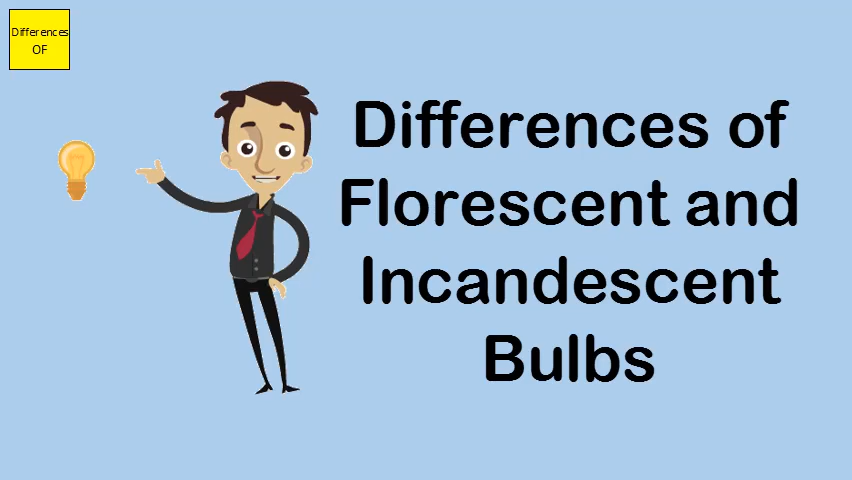 Differences
OF
Differences of
Florescent and
Incandescent
Bulbs